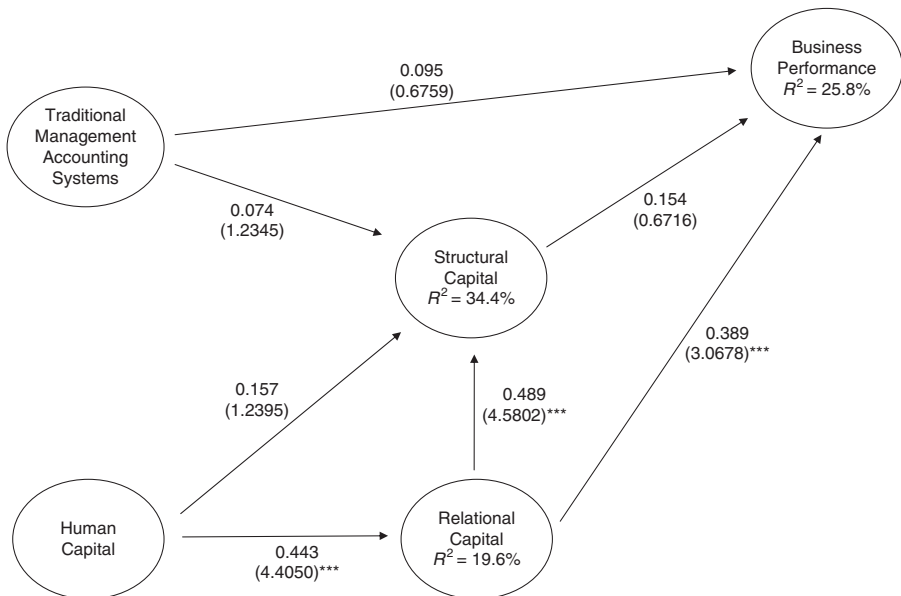 Business
Performance
R² = 25.8%
0.095
(0.6759)
Traditional
Management
Accounting
Systems
0.074
(1.2345)
0.154
(0.6716)
Structural
Capital
R² = 34.4%
0.389
(3.0678)***
0.157
(1.2395)
0.489
(4.5802)***
Human
Capital
Relational
Capital
R² = 19.6%
0.443
(4.4050)***